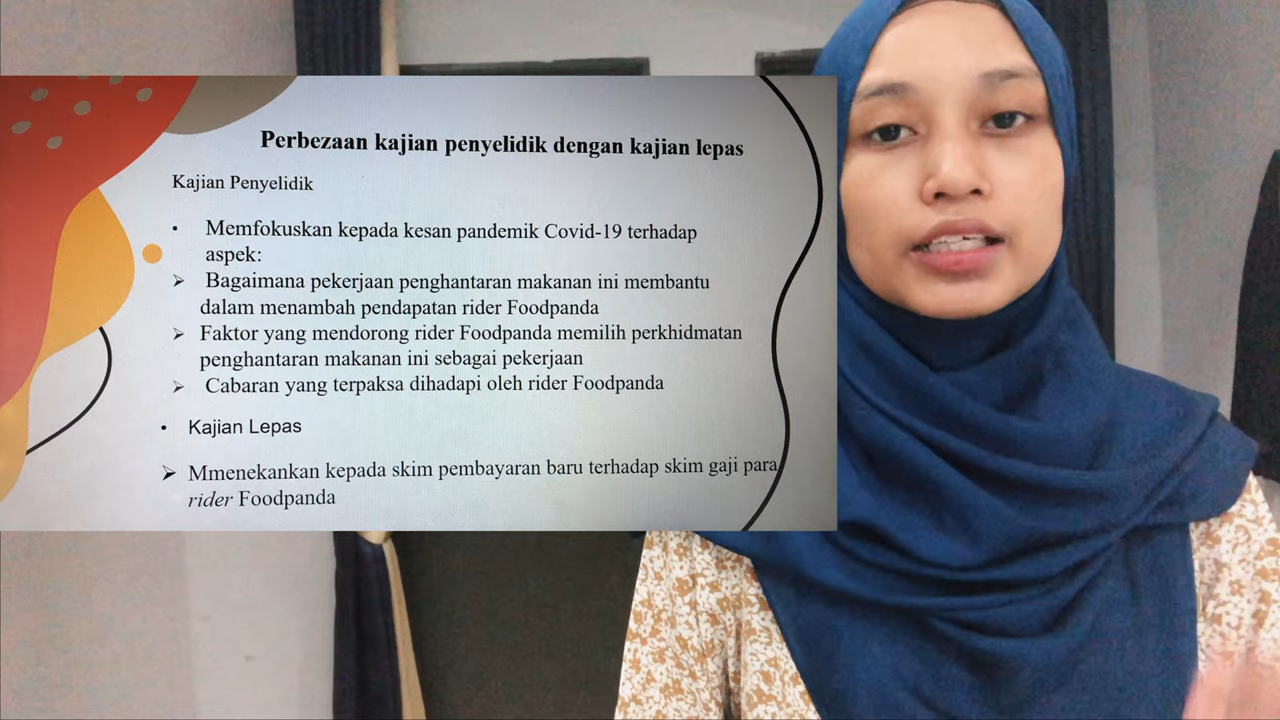 Perbezaan kajian penyelidik dengan kajian lepas
Kajian Penyelidik
• Memfokuskan kepada kesan pandemik Covid-19 terhadap
aspek:
➢ Bagaimana pekerjaan penghantaran makanan ini membantu
dalam menambah pendapatan rider Foodpanda
➢ Faktor yang mendorong rider Foodpanda memilih perkhidmatan
penghantaran makanan ini sebagai pekerjaan
➢ Cabaran yang terpaksa dihadapi oleh rider Foodpanda
• Kajian Lepas
➢ Mmenekankan kepada skim pembayaran baru terhadap skim gaji para
rider Foodpanda